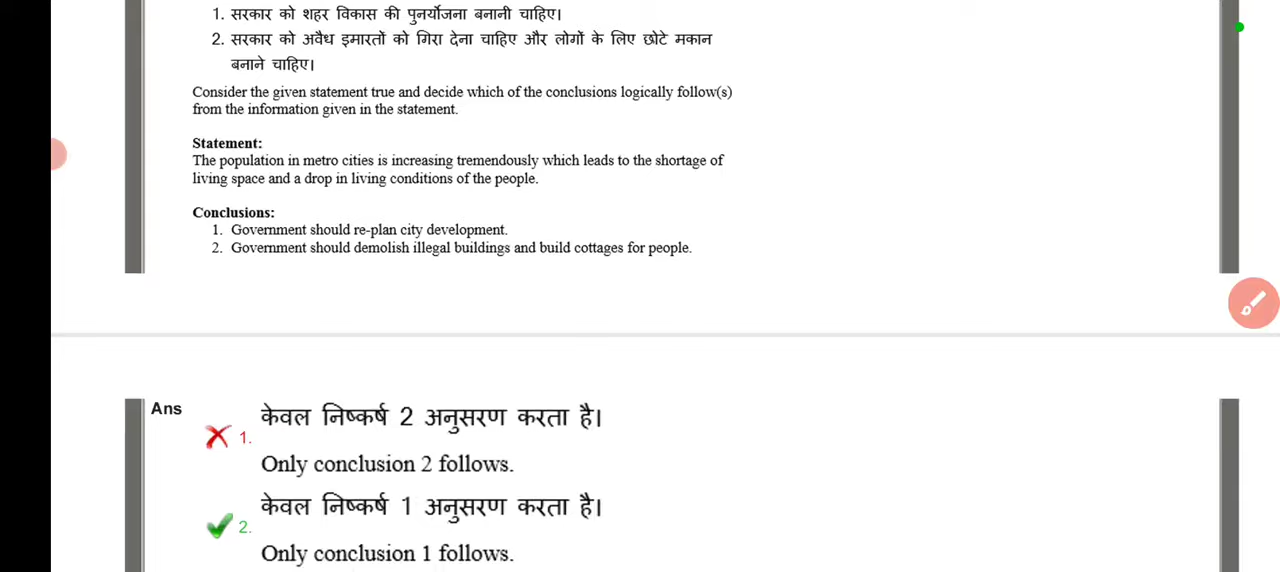 1. सरकार को शहर विकास की पुनर्योजना बनानी चाहिए।
2. सरकार को अवैध इमारतों को गिरा देना चाहिए और लोगों के लिए छोटे मकान
बनाने चाहिए।
Consider the given statement true and decide which of the conclusions logically follow(s)
from the information given in the statement.
Statement:
The population in metro cities is increasing tremendously which leads to the shortage of
living space and a drop in living conditions of the people.
Conclusions:
1. Government should re-plan city development.
2. Government should demolish illegal buildings and build cottages for people.
Ans
केवल निष्कर्ष 2 अनुसरण करता है।
1.
Only conclusion 2 follows.
केवल निष्कर्ष 1 अनुसरण करता है।
2.
Only conclusion 1 follows.